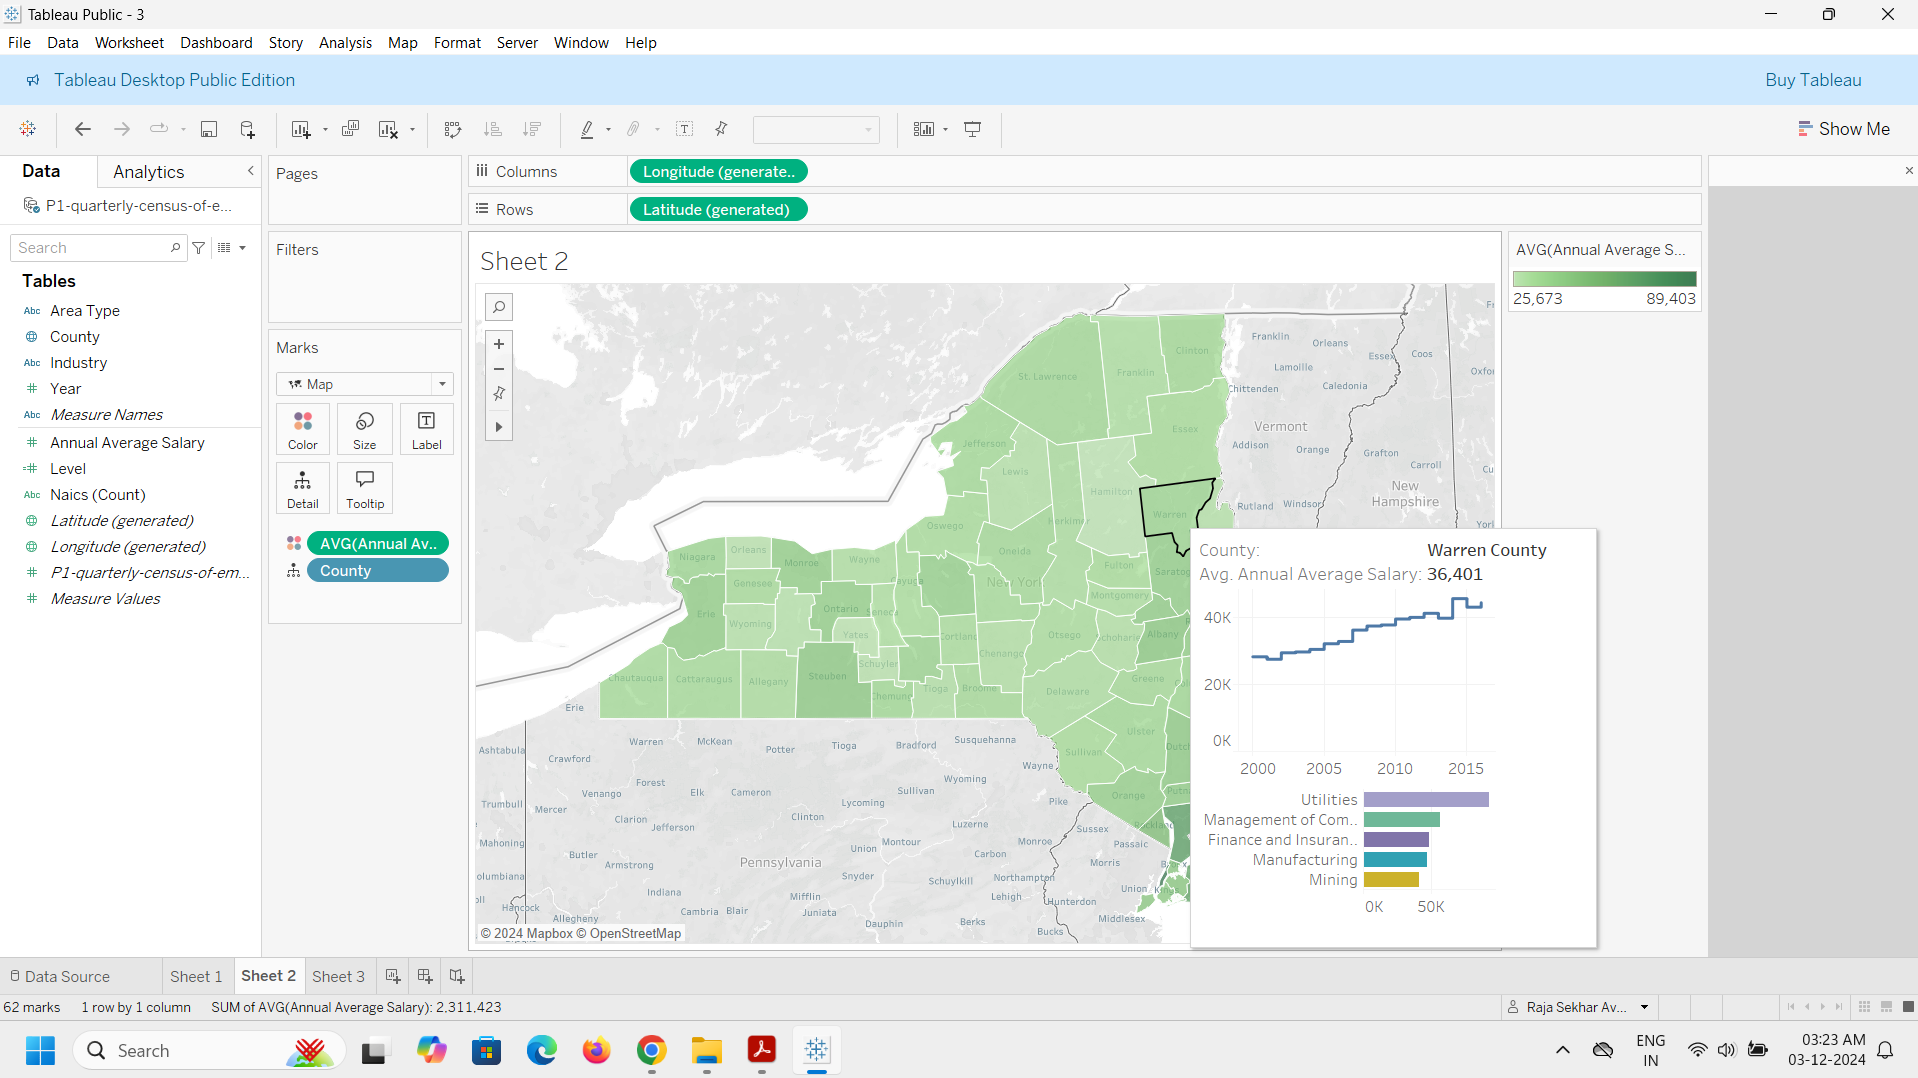 Tableau Public - 3
File Data Worksheet Dashboard Story Analysis Map Format Server Window Help
Tableau Desktop Public Edition
Buy Tableau
Show Me
Data Analytics
P1-quarterly-census-of-e...
Search
Tables
Abc Area Type
County
Abc Industry
Year
Abc Measure Names
Annual Average Salary
Level
Abc Naics (Count)
Latitude (generated)
Longitude (generated)
P1-quarterly-census-of-em...
Measure Values
Pages
Filters
Marks
Map
Color Size Label
Detail Tooltip
AVG(Annual Av..
County
Columns Longitude (generate..
Rows Latitude (generated)
Sheet 2
St. Lawrence
Franklin
Clinton
Essex
Jefferson
Lewis
Hamilton
Warren
Herkimer
Oswego
Oneida
Fulton
Saratog
Montgomery
Niagara
Orleans
Monroe
Wayne
Genesee
Cayuga
New York
Erie
Wyoming
Ontario
Seneca
Yates
Cortland
Otsego
Schoharie
Albany
Chenango
Schuyler
Chautauqua
Cattaraugus
Allegany
Steuben
Chemung
Tioga
Broome
Delaware
Greene
Ulster
Sullivan
Dutch
Orange
Putn
Rockland
Franklin
Orleans
Essex
Coos
Lamoille
Chittenden
Caledonia
Oxfor
Vermont
Addison
Orange
Grafton
Carroll
New
Hampshire
Rutland
Windsor
York
Erie
Warren
McKean
Potter
Tioga
Bradford
Susquehanna
Ashtabula
Crawford
Wayne
Forest
Wyoming
Venango
Elk
Cameron
Sullivan
Trumbull
Mercer
Lycoming
Pike
Clarion
Jefferson
Clinton
Luzerne
Sussex
Mahoning
Union
Montour
Monroe
Passaic
Butler
Armstrong
Pennsylvania
Carbon
Morris
olumbiana
Snyder
Schuylkill
Northampton
Union
Indiana
Mifflin
Lehigh
Hunterdon
Hancock
Cambria
Blair
Juniata
Allegheny
Dauphin
Berks
Middlesex
Bucks
© 2024 Mapbox © OpenStreetMap
AVG(Annual Average S...
25,673 89,403
County: Warren County
Avg. Annual Average Salary: 36,401
40K
20K
0K
2000 2005 2010 2015
Utilities
Management of Com..
Finance and Insuran..
Manufacturing
Mining
0K 50K
Data Source Sheet 1 Sheet 2 Sheet 3
62 marks 1 row by 1 column SUM of AVG(Annual Average Salary): 2,311,423
Raja Sekhar Av...
Search
ENG
IN
03:23 AM
03-12-2024